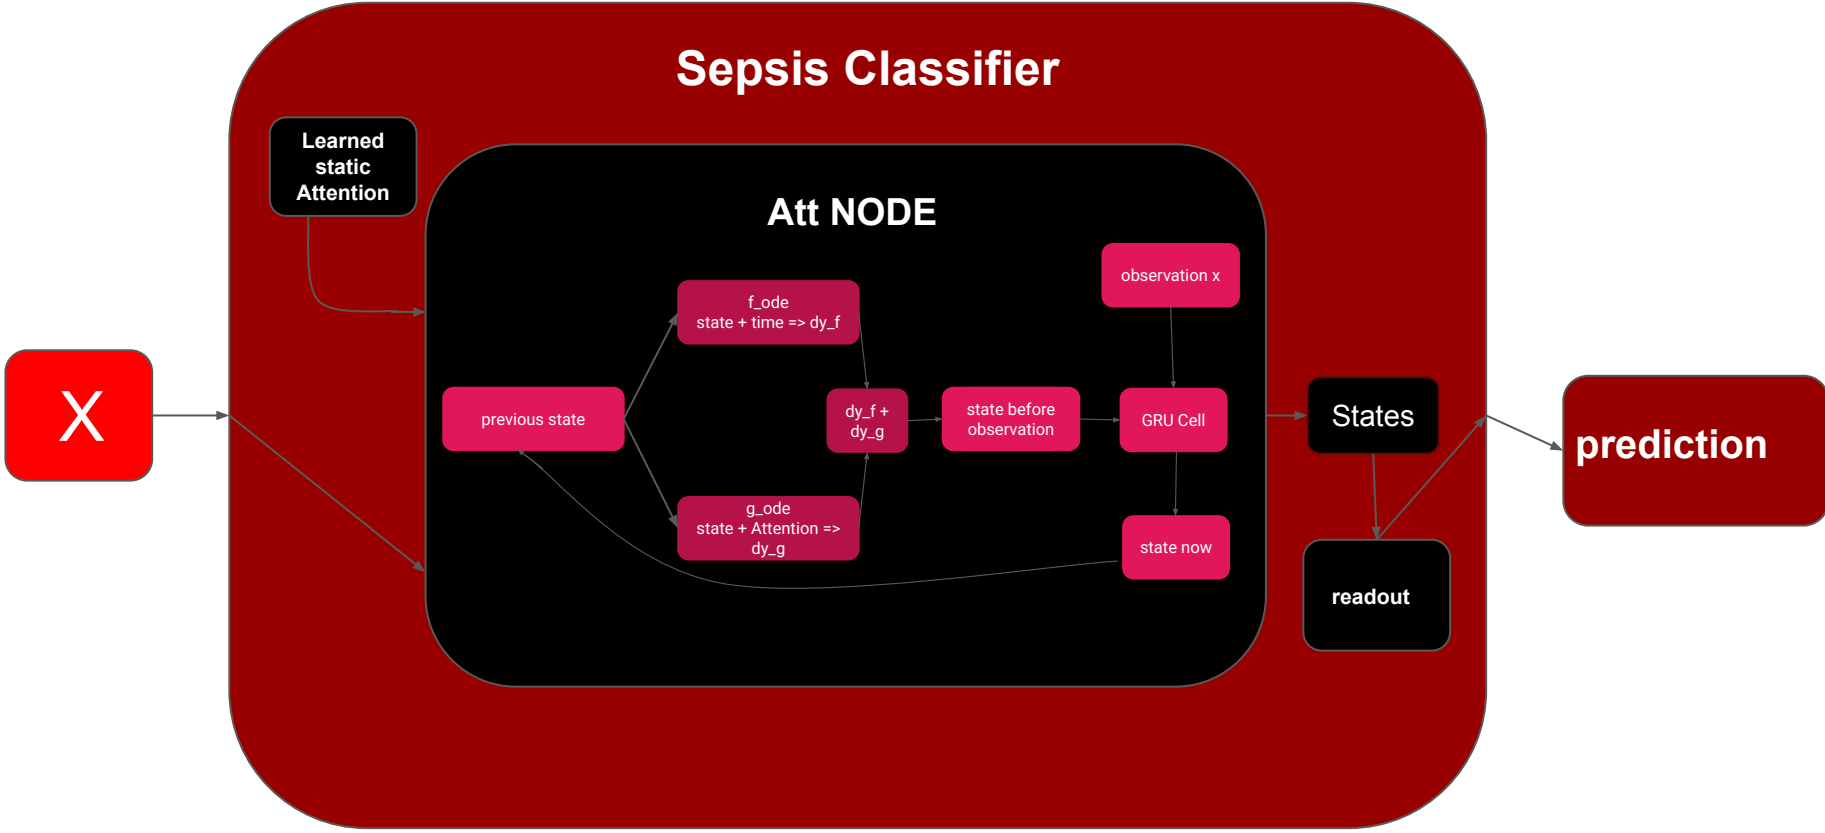 Sepsis Classifier
Learned
static
Attention
Att NODE
observation x
f_ode
state + time => dy_f
X
previous state
dy_f +
dy_g
state before
observation
GRU Cell
States
prediction
g_ode
state + Attention =>
dy_g
state now
readout